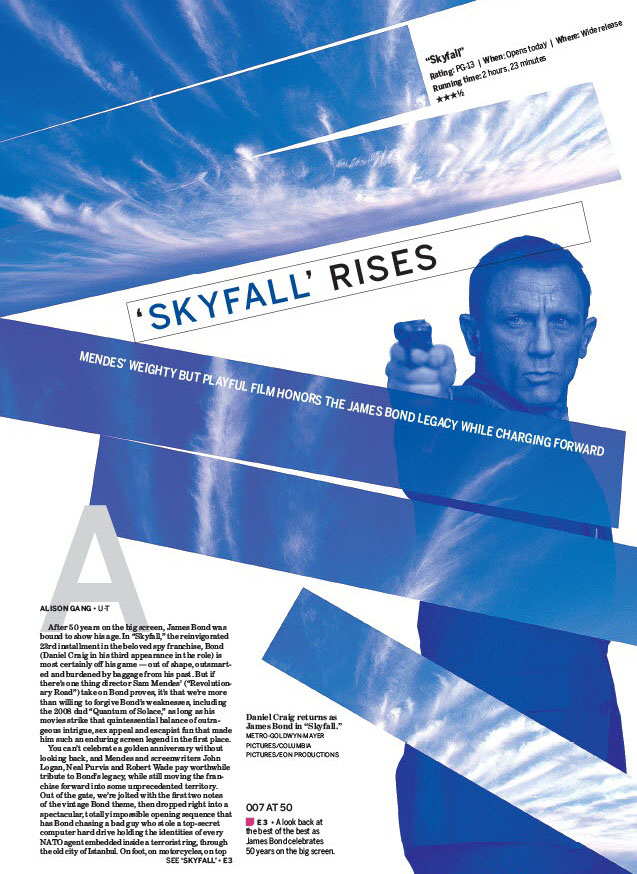 “Skyfall”
Rating: PG-13 | When: Opens today | Where: Wide release
Running time: 2 hours, 23 minutes
★★★½
‘SKYFALL’ RISES
MENDES’ WEIGHTY BUT PLAYFUL FILM HONORS THE JAMES BOND LEGACY WHILE CHARGING FORWARD
A
ALISON GANG • U-T
After 50 years on the big screen, James Bond was
bound to show his age. In “Skyfall,” the reinvigorated
23rd installment in the beloved spy franchise, Bond
(Daniel Craig in his third appearance in the role) is
most certainly off his game — out of shape, outsmart-
ed and burdened by baggage from his past. But if
there’s one thing director Sam Mendes’ (“Revolution-
ary Road”) take on Bond proves, it’s that we’re more
than willing to forgive Bond’s weaknesses, including
the 2008 dud “Quantum of Solace,” as long as his
movies strike that quintessential balance of outra-
geous intrigue, sex appeal and escapist fun that made
him such an enduring screen legend in the first place.
You can’t celebrate a golden anniversary without
looking back, and Mendes and screenwriters John
Logan, Neal Purvis and Robert Wade pay worthwhile
tribute to Bond’s legacy, while still moving the fran-
chise forward into some unprecedented territory.
Out of the gate, we’re jolted with the first two notes
of the vintage Bond theme, then dropped right into a
spectacular, totally impossible opening sequence that
has Bond chasing a bad guy who stole a top-secret
computer hard drive holding the identities of every
NATO agent embedded inside a terrorist ring, through
the old city of Istanbul. On foot, on motorcycles, on top
SEE ‘SKYFALL’ • E3
Daniel Craig returns as
James Bond in “Skyfall.”
METRO-GOLDWYN-MAYER
PICTURES/COLUMBIA
PICTURES/EON PRODUCTIONS
007 AT 50
E3 • A look back at
the best of the best as
James Bond celebrates
50 years on the big screen.